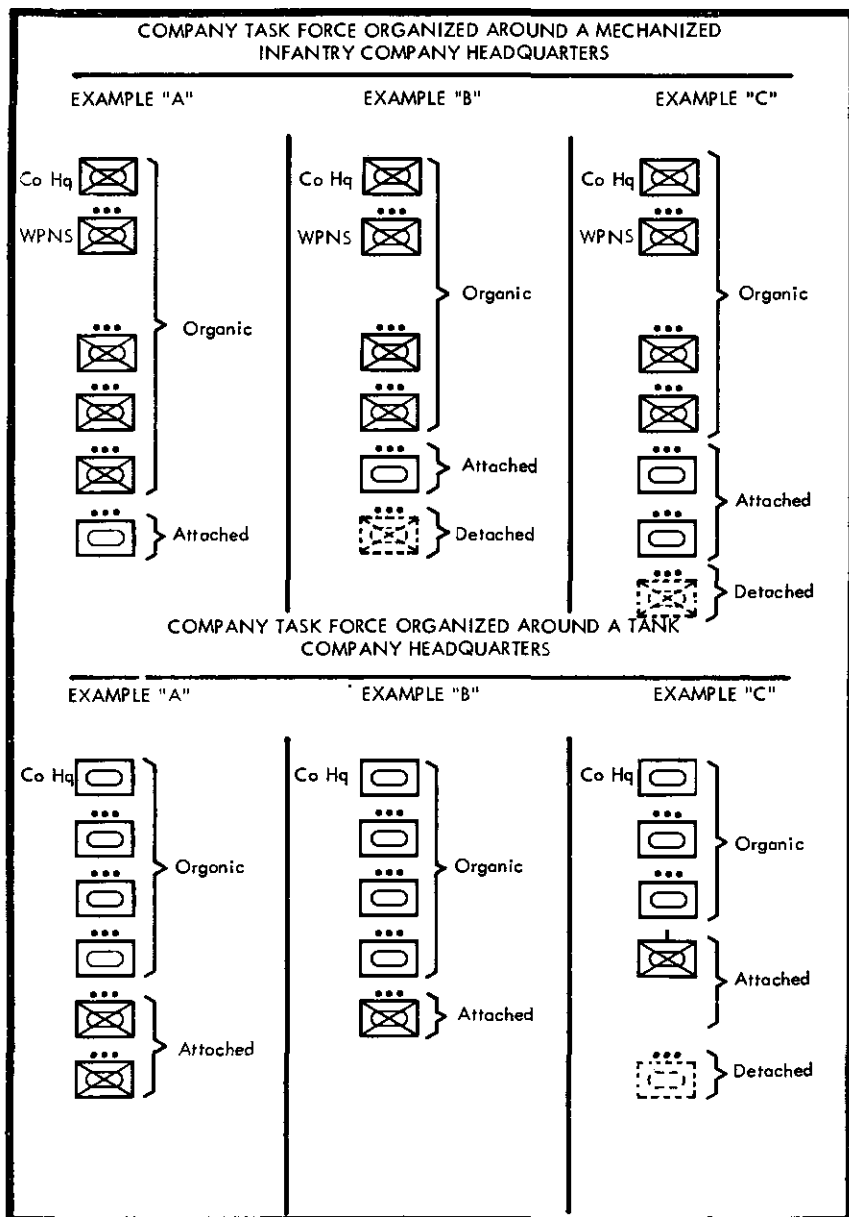 COMPANY TASK FORCE ORGANIZED AROUND A MECHANIZED
INFANTRY COMPANY HEADQUARTERS
EXAMPLE "A"
EXAMPLE "B"
EXAMPLE "C"
Co Hq
WPNS
Organic
Attached
Co Hq
WPNS
Organic
Attached
Detached
Co Hq
WPNS
Organic
Attached
Detached
COMPANY TASK FORCE ORGANIZED AROUND A TANK
COMPANY HEADQUARTERS
EXAMPLE "A"
EXAMPLE "B"
EXAMPLE "C"
Co Hq
Organic
Attached
Co Hq
Organic
Attached
Co Hq
Organic
Attached
Detached